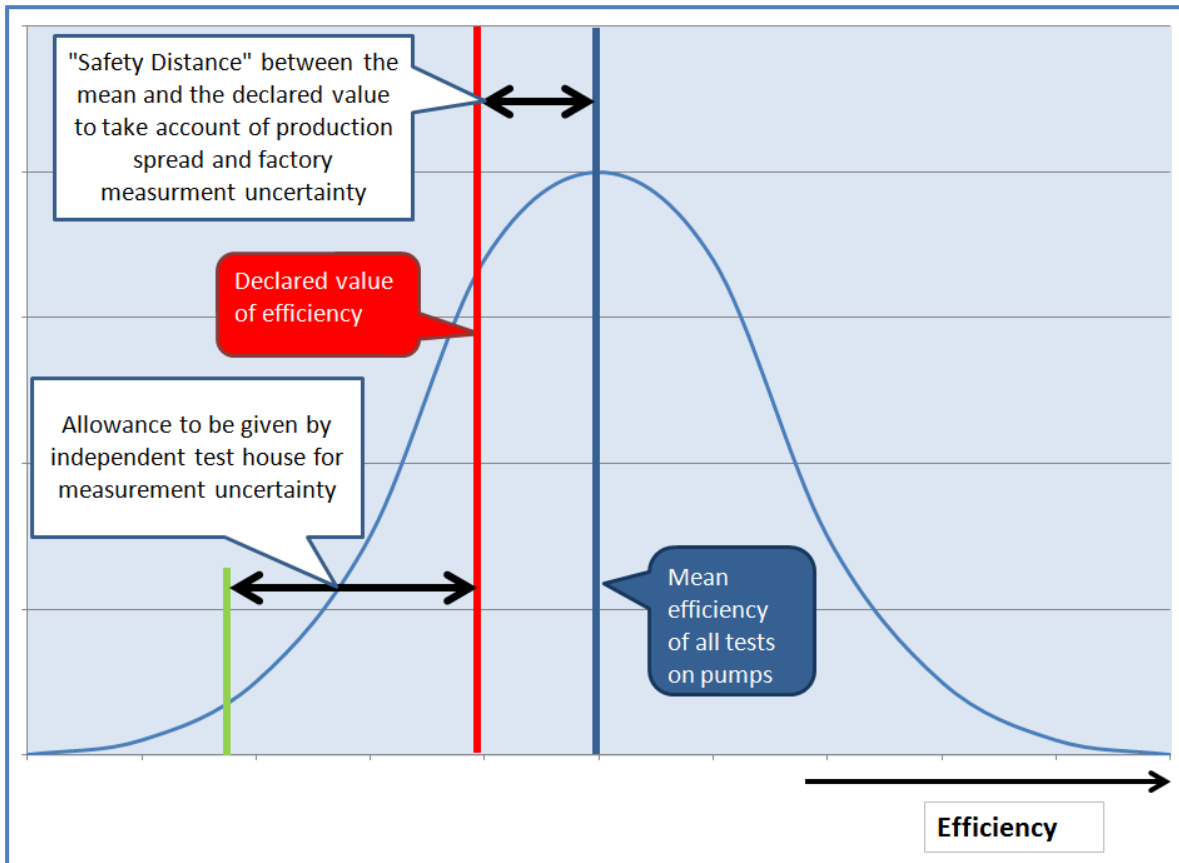 "Safety Distance" between the
mean and the declared value
to take account of production
spread and factory
measurment uncertainty
Declared value
of efficiency
Allowance to be given by
independent test house for
measurement uncertainty
Mean
efficiency
of all tests
on pumps
Efficiency